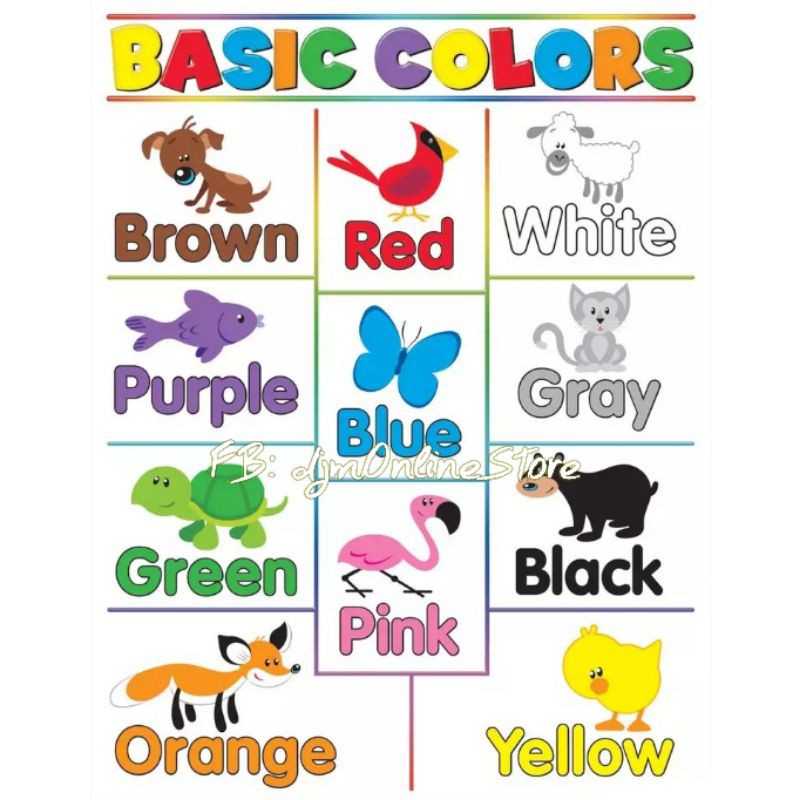 BASIC COLORS
Brown
Red
White
Purple
Blue
Gray
FB: djmOnlineStore
Green
Pink
Black
Orange
Yellow